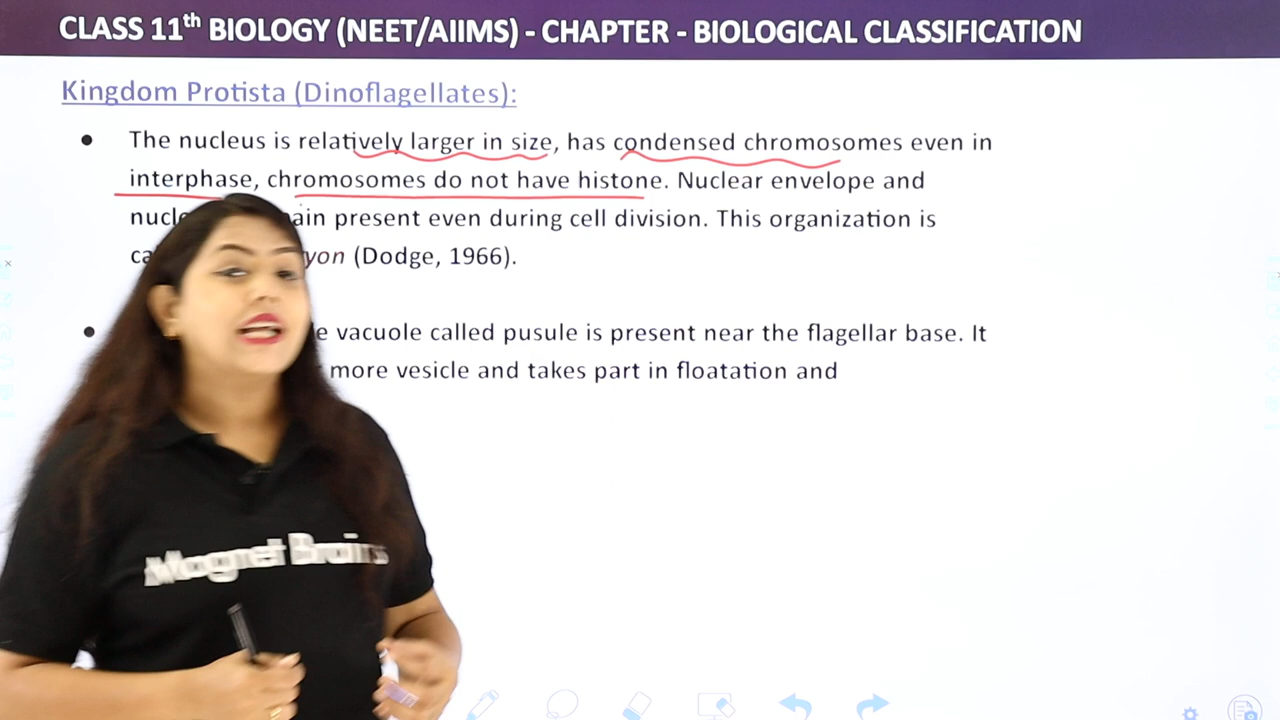 CLASS 11th BIOLOGY (NEET/AIIMS) - CHAPTER - BIOLOGICAL CLASSIFICATION
Kingdom Protista (Dinoflagellates):
● The nucleus is relatively larger in size, has condensed chromosomes even in
interphase, chromosomes do not have histone. Nuclear envelope and
present even during cell division. This organization is
(Dodge, 1966).
● vacuole called pusule is present near the flagellar base. It
more vesicle and takes part in floatation and
Magnet Brains